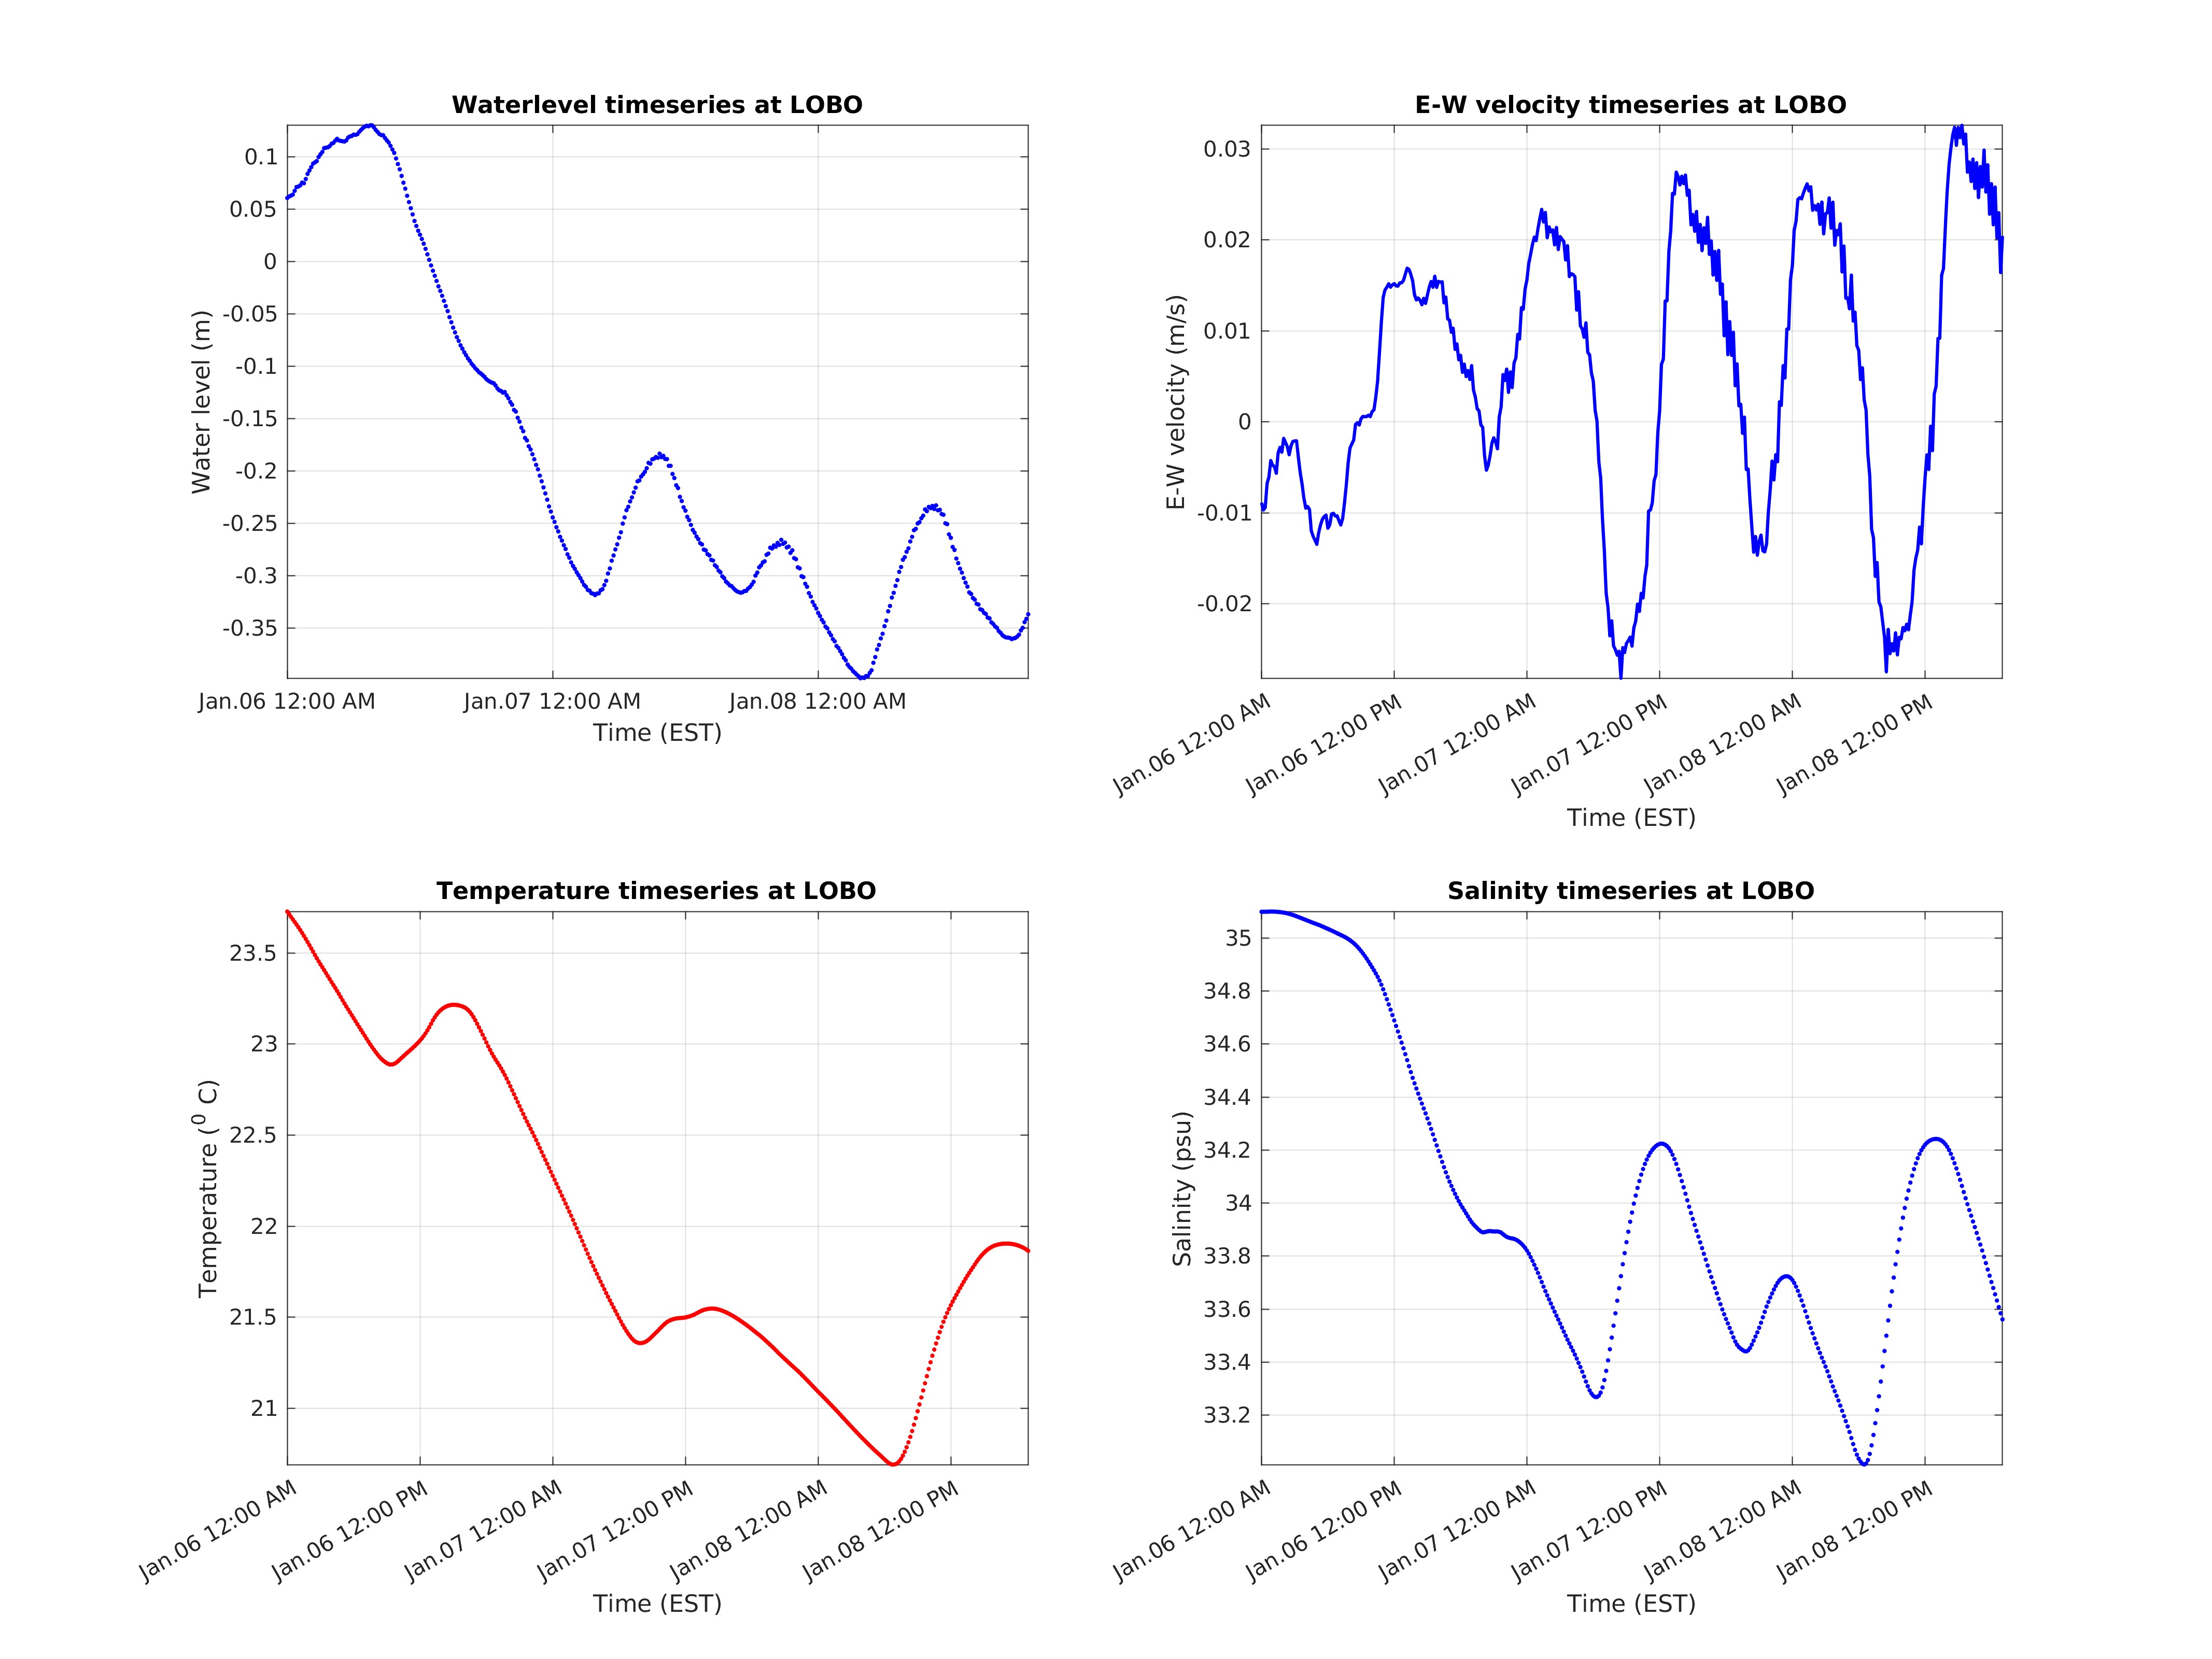 Waterlevel timeseries at LOBO
0.1
0.05
0
-0.05
-0.1
-0.15
-0.2
-0.25
-0.3
-0.35
Water level (m)
Jan.06 12:00 AM
Jan.07 12:00 AM
Jan.08 12:00 AM
Time (EST)
E-W velocity timeseries at LOBO
0.03
0.02
0.01
0
-0.01
-0.02
E-W velocity (m/s)
Jan.06 12:00 AM
Jan.06 12:00 PM
Jan.07 12:00 AM
Jan.07 12:00 PM
Jan.08 12:00 AM
Jan.08 12:00 PM
Time (EST)
Temperature timeseries at LOBO
23.5
23
22.5
22
21.5
21
Temperature (⁰ C)
Jan.06 12:00 AM
Jan.06 12:00 PM
Jan.07 12:00 AM
Jan.07 12:00 PM
Jan.08 12:00 AM
Jan.08 12:00 PM
Time (EST)
Salinity timeseries at LOBO
35
34.8
34.6
34.4
34.2
34
33.8
33.6
33.4
33.2
Salinity (psu)
Jan.06 12:00 AM
Jan.06 12:00 PM
Jan.07 12:00 AM
Jan.07 12:00 PM
Jan.08 12:00 AM
Jan.08 12:00 PM
Time (EST)